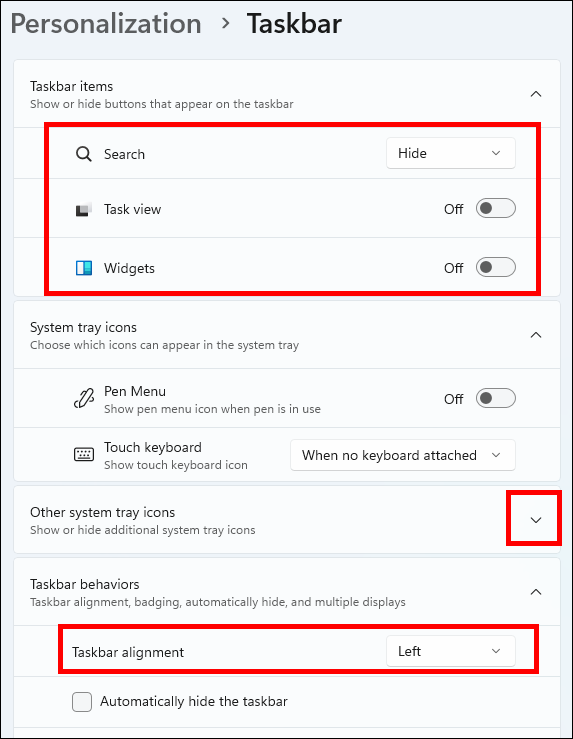 Personalization > Taskbar
Taskbar items
Show or hide buttons that appear on the taskbar
Search Hide
Task view Off
Widgets Off
System tray icons
Choose which icons can appear in the system tray
Pen Menu
Show pen menu icon when pen is in use Off
Touch keyboard
Show touch keyboard icon When no keyboard attached
Other system tray icons
Show or hide additional system tray icons
Taskbar behaviors
Taskbar alignment, badging, automatically hide, and multiple displays
Taskbar alignment Left
Automatically hide the taskbar